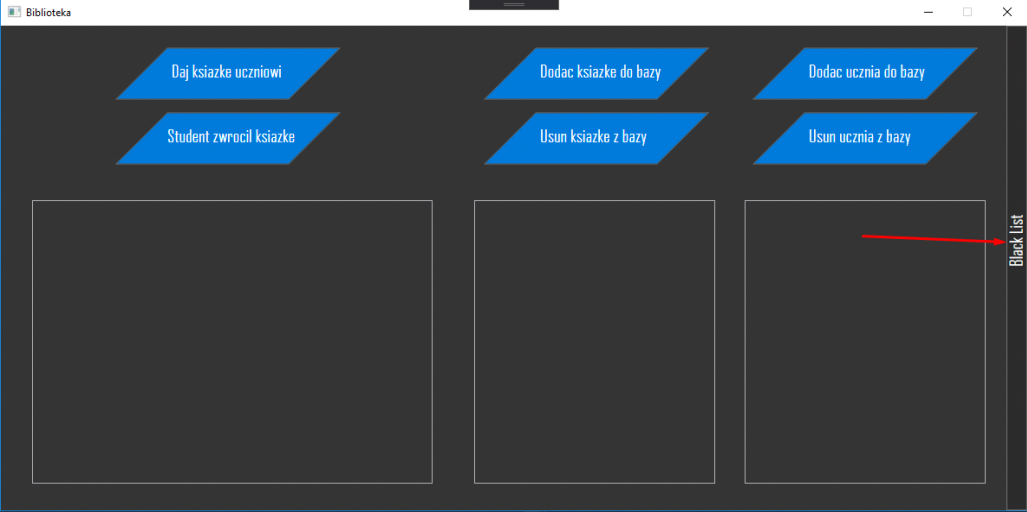 Biblioteka
Daj ksiazke uczniowi
Dodac ksiazke do bazy
Dodac ucznia do bazy
Student zwrocil ksiazke
Usun ksiazke z bazy
Usun ucznia z bazy
Black List